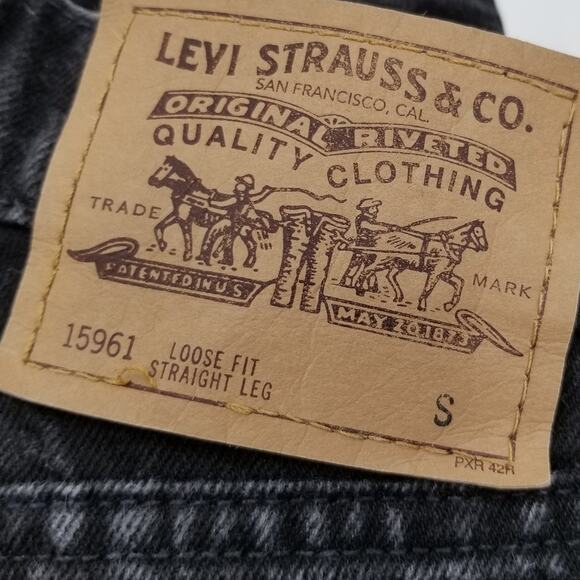 LEVI STRAUSS & CO.
SAN FRANCISCO, CAL.
ORIGINAL RIVETED
QUALITY CLOTHING
TRADE MARK
PATENTED IN U.S.
MAY 20, 1873
15961
LOOSE FIT
STRAIGHT LEG
S
PXR 42R